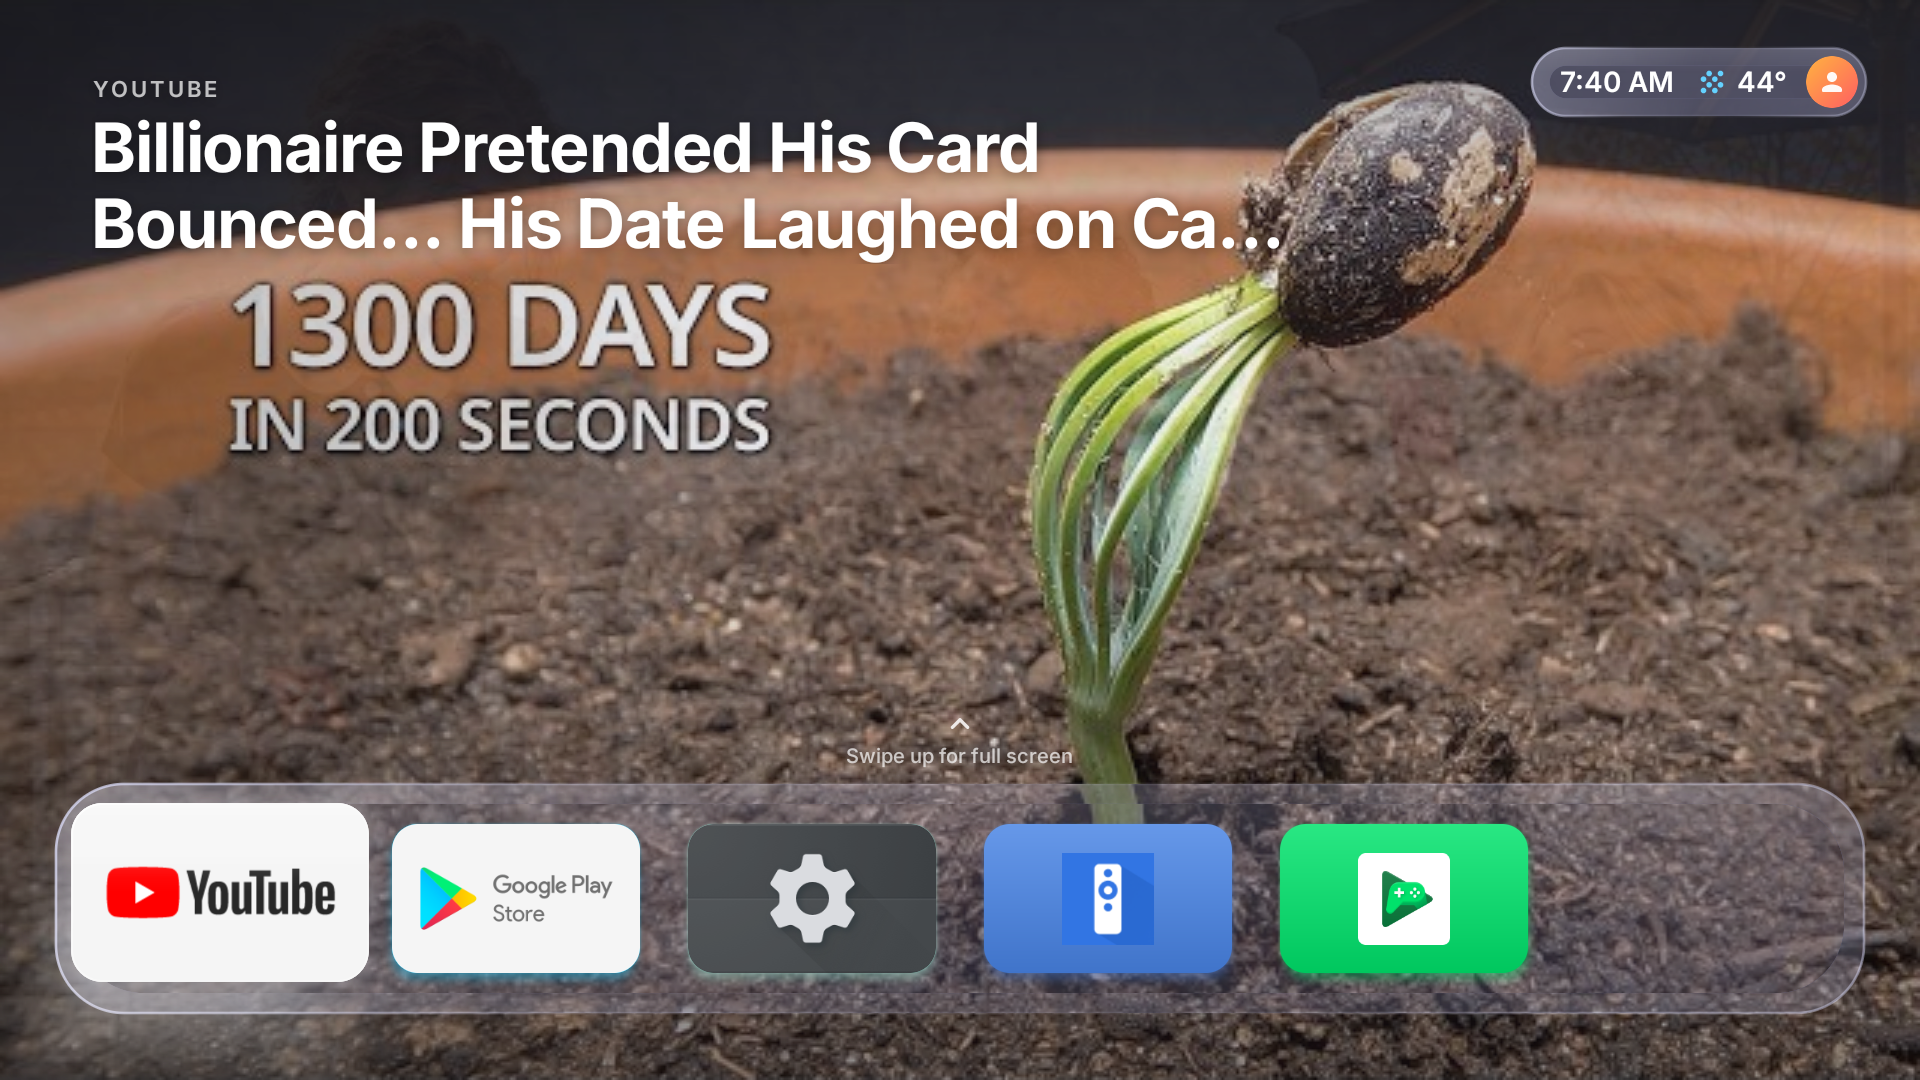 YOUTUBE
Billionaire Pretended His Card
Bounced... His Date Laughed on Ca...
7:40 AM 44°
1300 DAYS
IN 200 SECONDS
Swipe up for full screen
YouTube
Google Play
Store